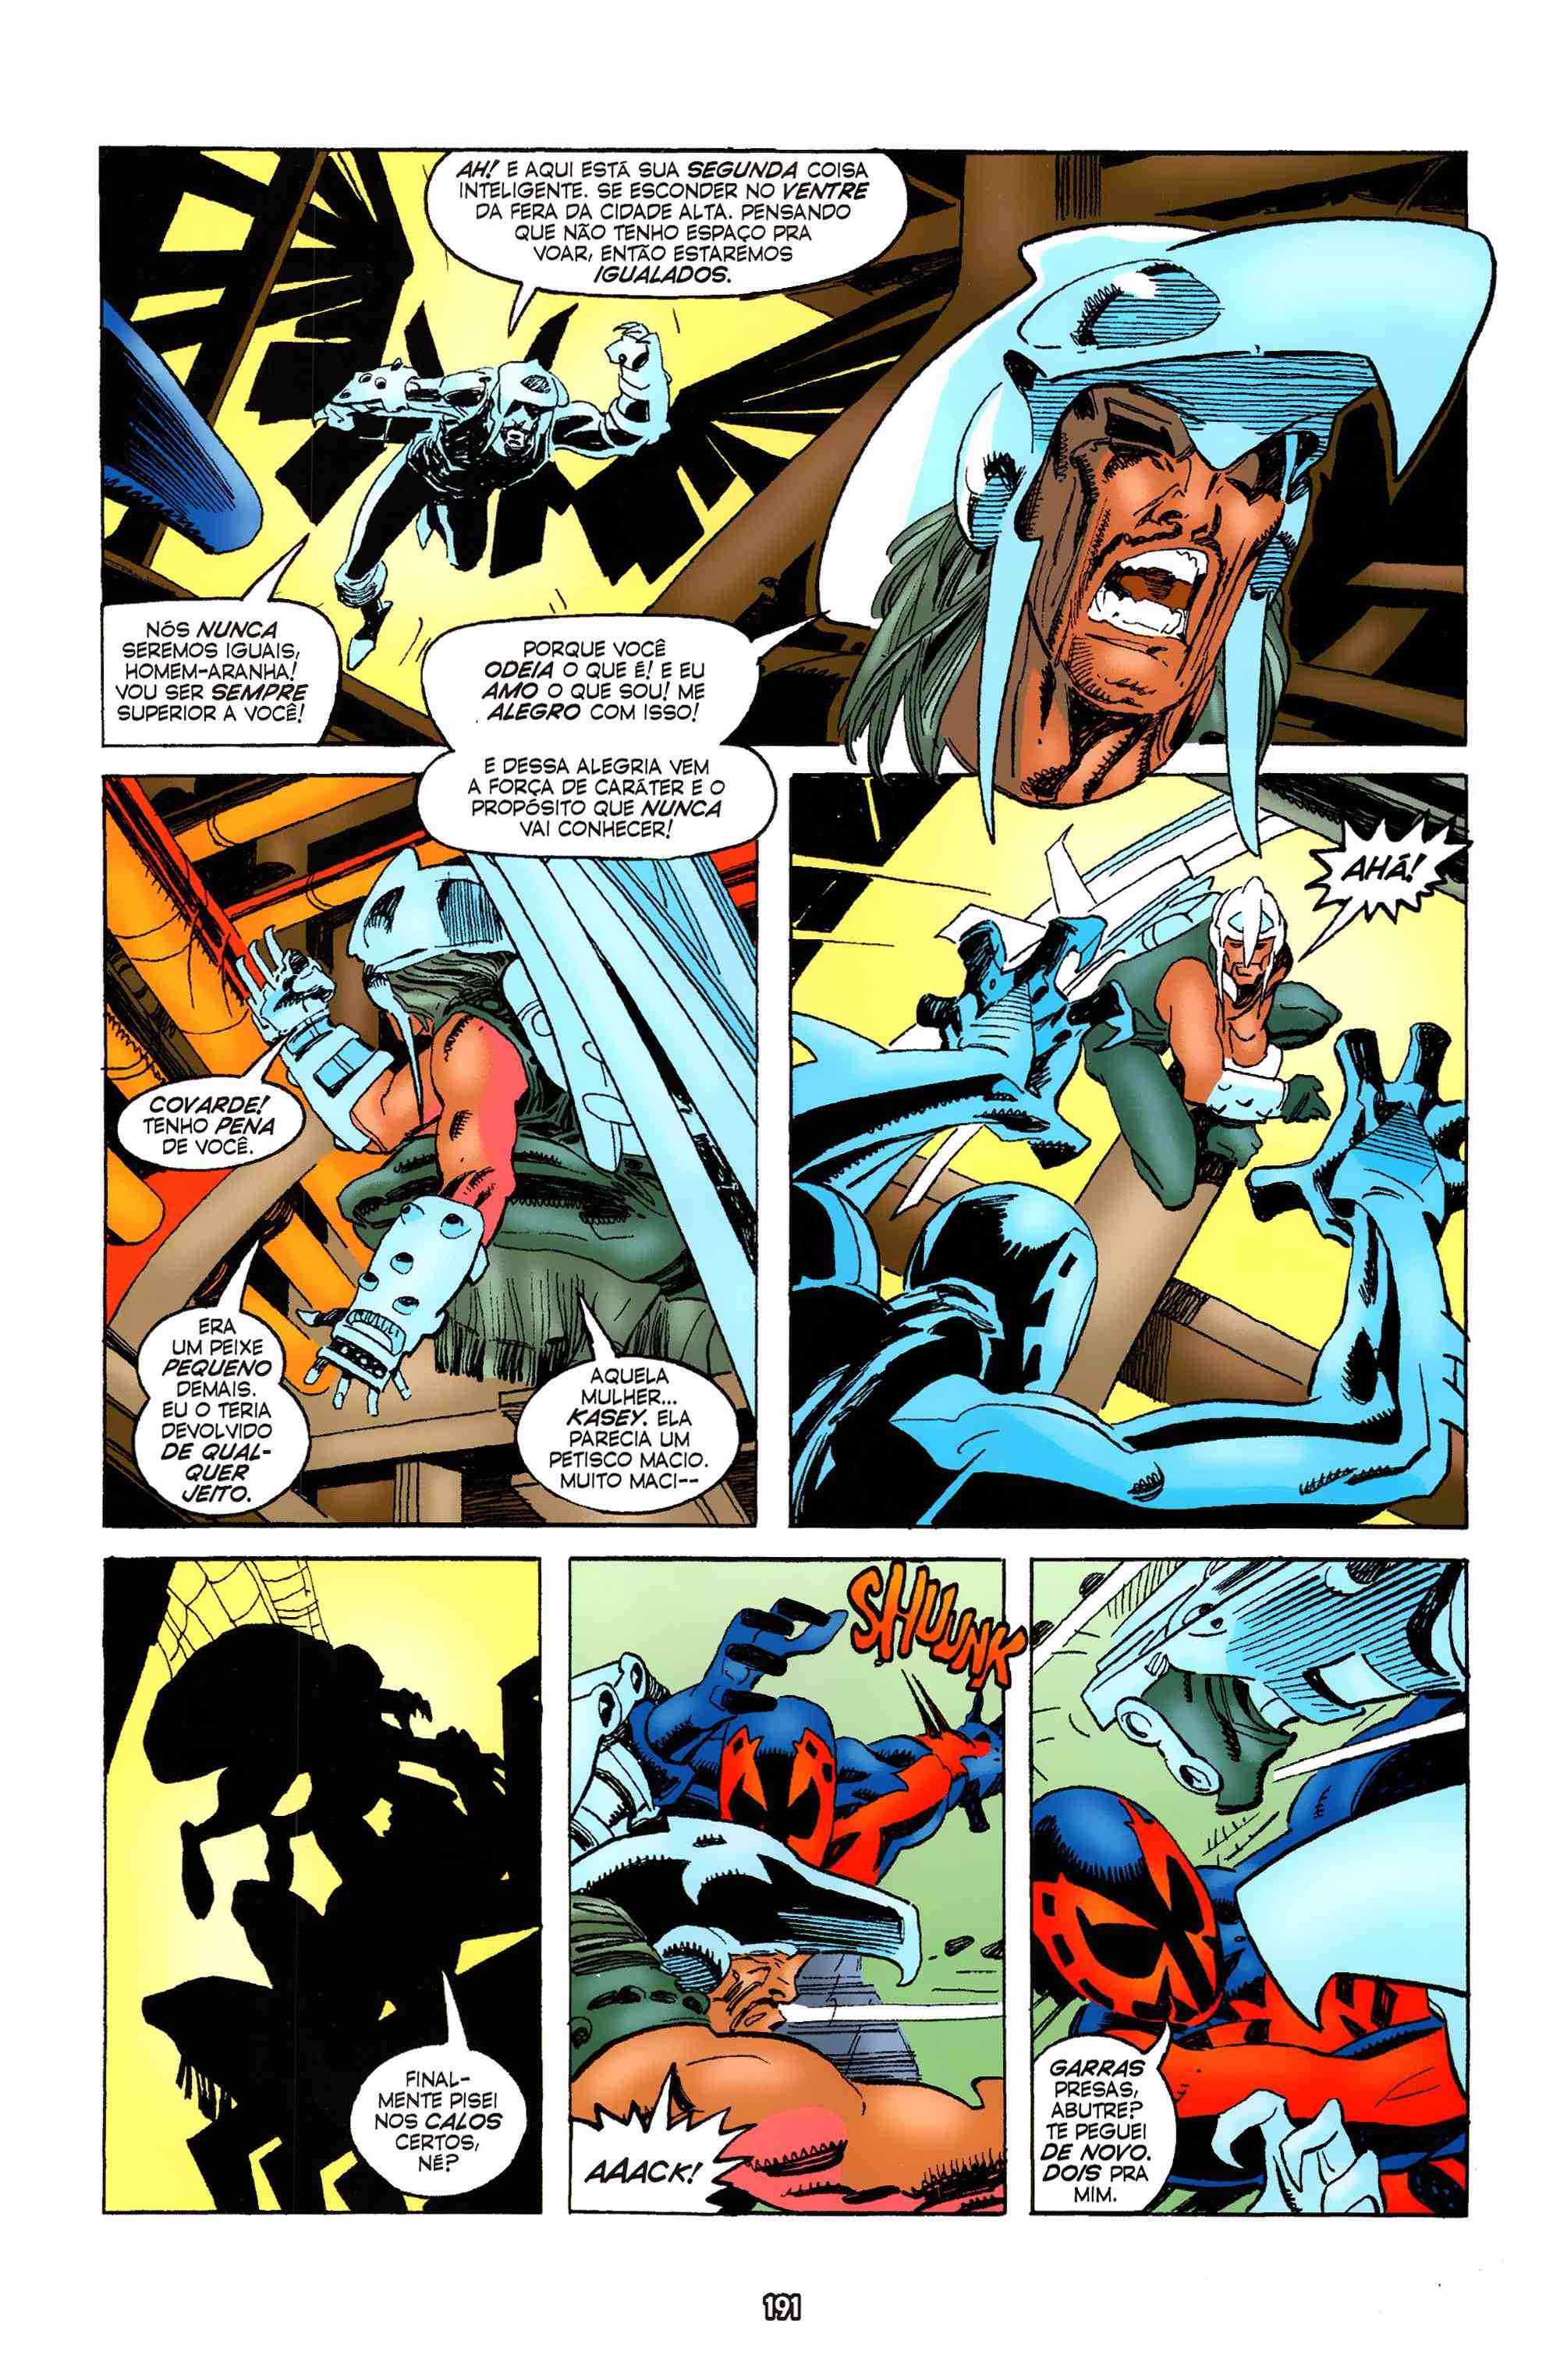 AH! E AQUI ESTÁ SUA SEGUNDA COISA
INTELIGENTE. SE ESCONDER NO VENTRE
DA FERA DA CIDADE ALTA. PENSANDO
QUE NÃO TENHO ESPAÇO PRA
VOAR, ENTÃO ESTAREMOS
IGUALADOS.
NÓS NUNCA
SEREMOS IGUAIS,
HOMEM-ARANHA!
VOU SER SEMPRE
SUPERIOR A VOCÊ!
PORQUE VOCÊ
ODEIA O QUE É! E EU
AMO O QUE SOU! ME
ALEGRO COM ISSO!
E DESSA ALEGRIA VEM
A FORÇA DE CARÁTER E O
PROPÓSITO QUE NUNCA
VAI CONHECER!
COVARDE!
TENHO PENA
DE VOCÊ.
ERA
UM PEIXE
PEQUENO
DEMAIS.
EU O TERIA
DEVOLVIDO
DE QUAL-
QUER
JEITO.
AQUELA
MULHER...
KASEY. ELA
PARECIA UM
PETISCO MACIO.
MUITO MACI--
AHÁ!
FINAL-
MENTE PISEI
NOS CALOS
CERTOS,
NÉ?
SHUUNK
AAACK!
GARRAS
PRESAS,
ABUTRE?
TE PEGUEI
DE NOVO.
DOIS PRA
MIM.
191